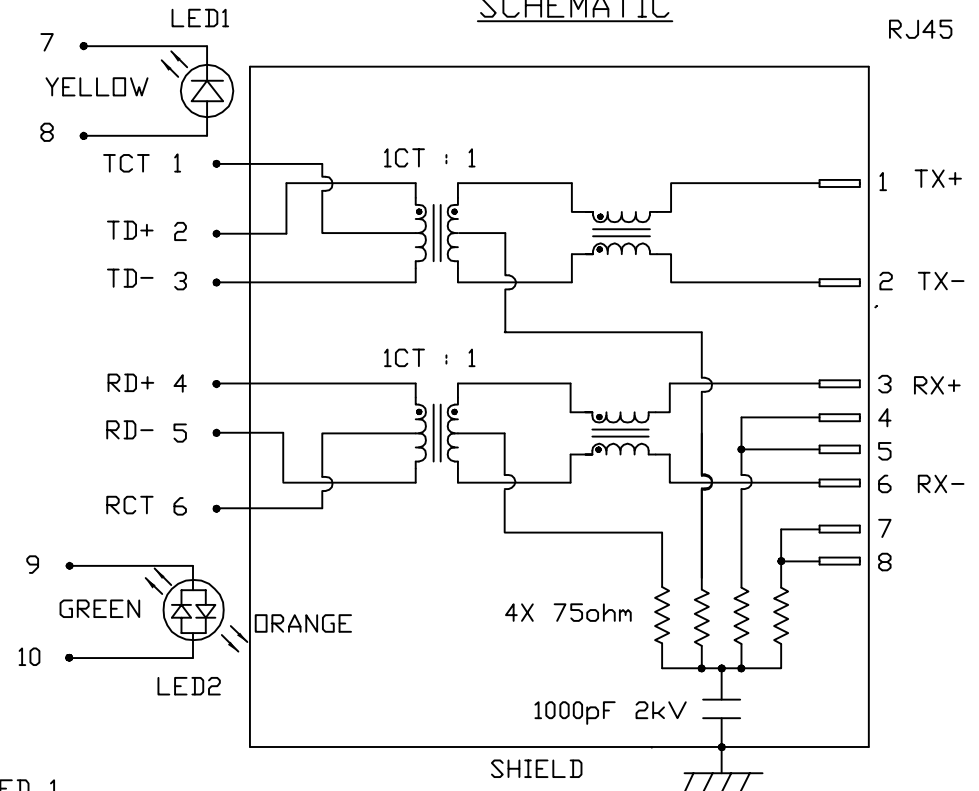 SCHEMATIC
LED1
RJ45
7
YELLOW
8
TCT 1
1CT : 1
1 TX+
TD+ 2
TD- 3
2 TX-
1CT : 1
RD+ 4
3 RX+
4
RD- 5
5
6 RX-
RCT 6
7
8
9
GREEN
ORANGE
4X 75ohm
10
LED2
1000pF 2kV
SHIELD